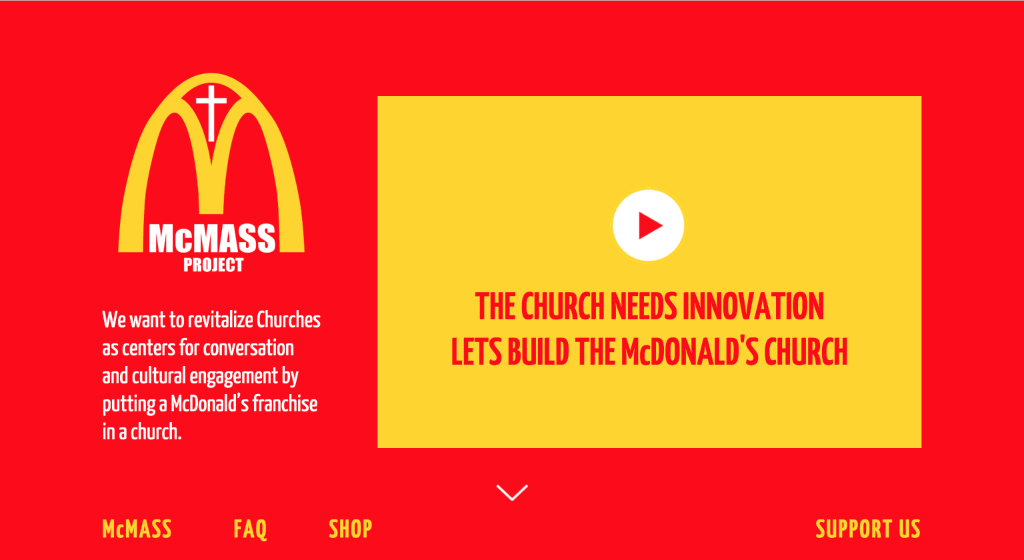 McMASS
PROJECT
We want to revitalize Churches
as centers for conversation
and cultural engagement by
putting a McDonald's franchise
in a church.
THE CHURCH NEEDS INNOVATION
LETS BUILD THE McDONALD'S CHURCH
McMASS
FAQ
SHOP
SUPPORT US